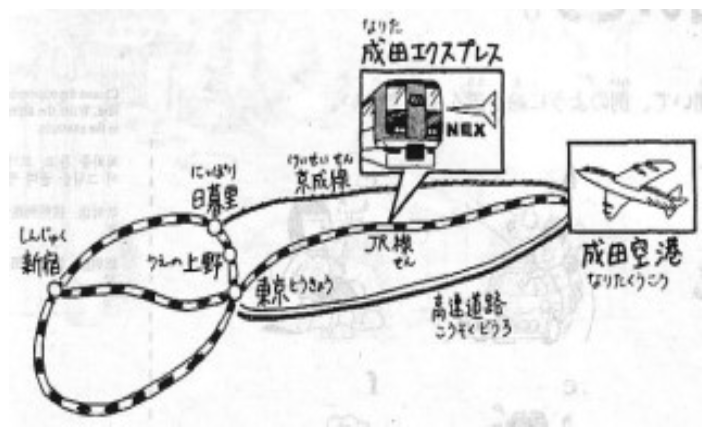 なりた
成田エクスプレス
NEX
けいせいせん
京成線
にっぽり
日暮里
しんじゅく
新宿
うえの上野
JR線
せん
東京とうきょう
高速道路
こうそくどうろ
成田空港
なりたくうこう